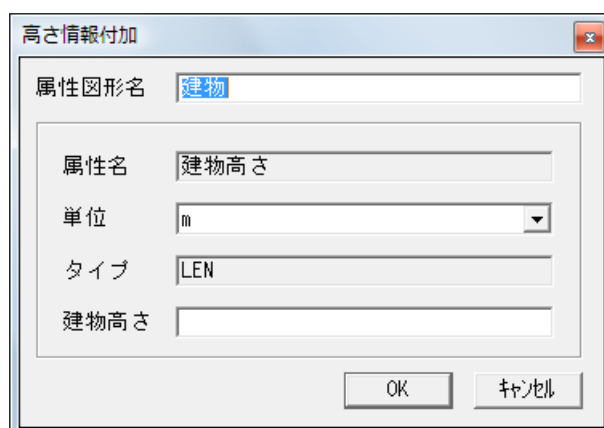 高さ情報付加
属性図形名 建物
属性名 建物高さ
単位 m
タイプ LEN
建物高さ
OK ｷｬﾝｾﾙ